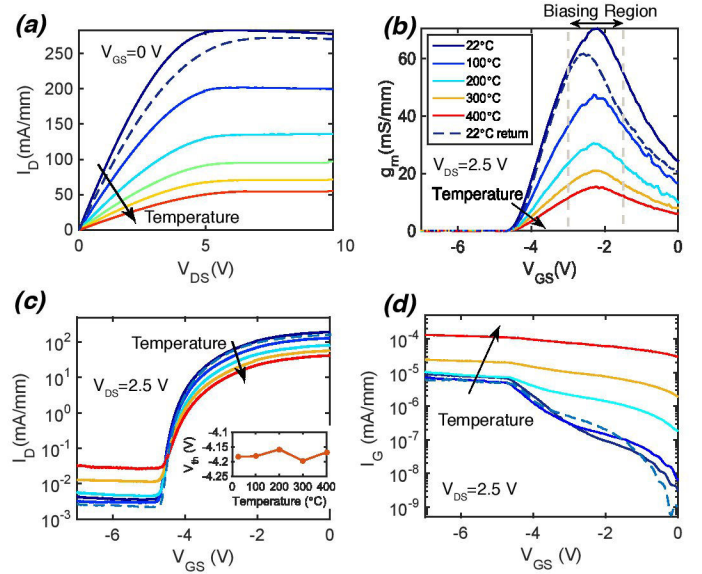 (a)
V_GS=0 V
I_D(mA/mm)
250
200
150
100
50
0
0
5
10
Temperature
V_DS(V)
(b)
Biasing Region
22°C
100°C
200°C
300°C
400°C
22°C return
V_DS=2.5 V
Temperature
g_m(mS/mm)
60
40
20
0
-6
-4
-2
0
V_GS(V)
(c)
Temperature
V_DS=2.5 V
I_D(mA/mm)
10^2
10^1
10^0
10^-1
10^-2
10^-3
V_th (V)
-4.1
-4.15
-4.2
-4.25
0 100 200 300 400
Temperature (°C)
-6
-4
-2
0
V_GS (V)
(d)
Temperature
V_DS=2.5 V
I_G (mA/mm)
10^-4
10^-5
10^-6
10^-7
10^-8
10^-9
-6
-4
-2
0
V_GS (V)